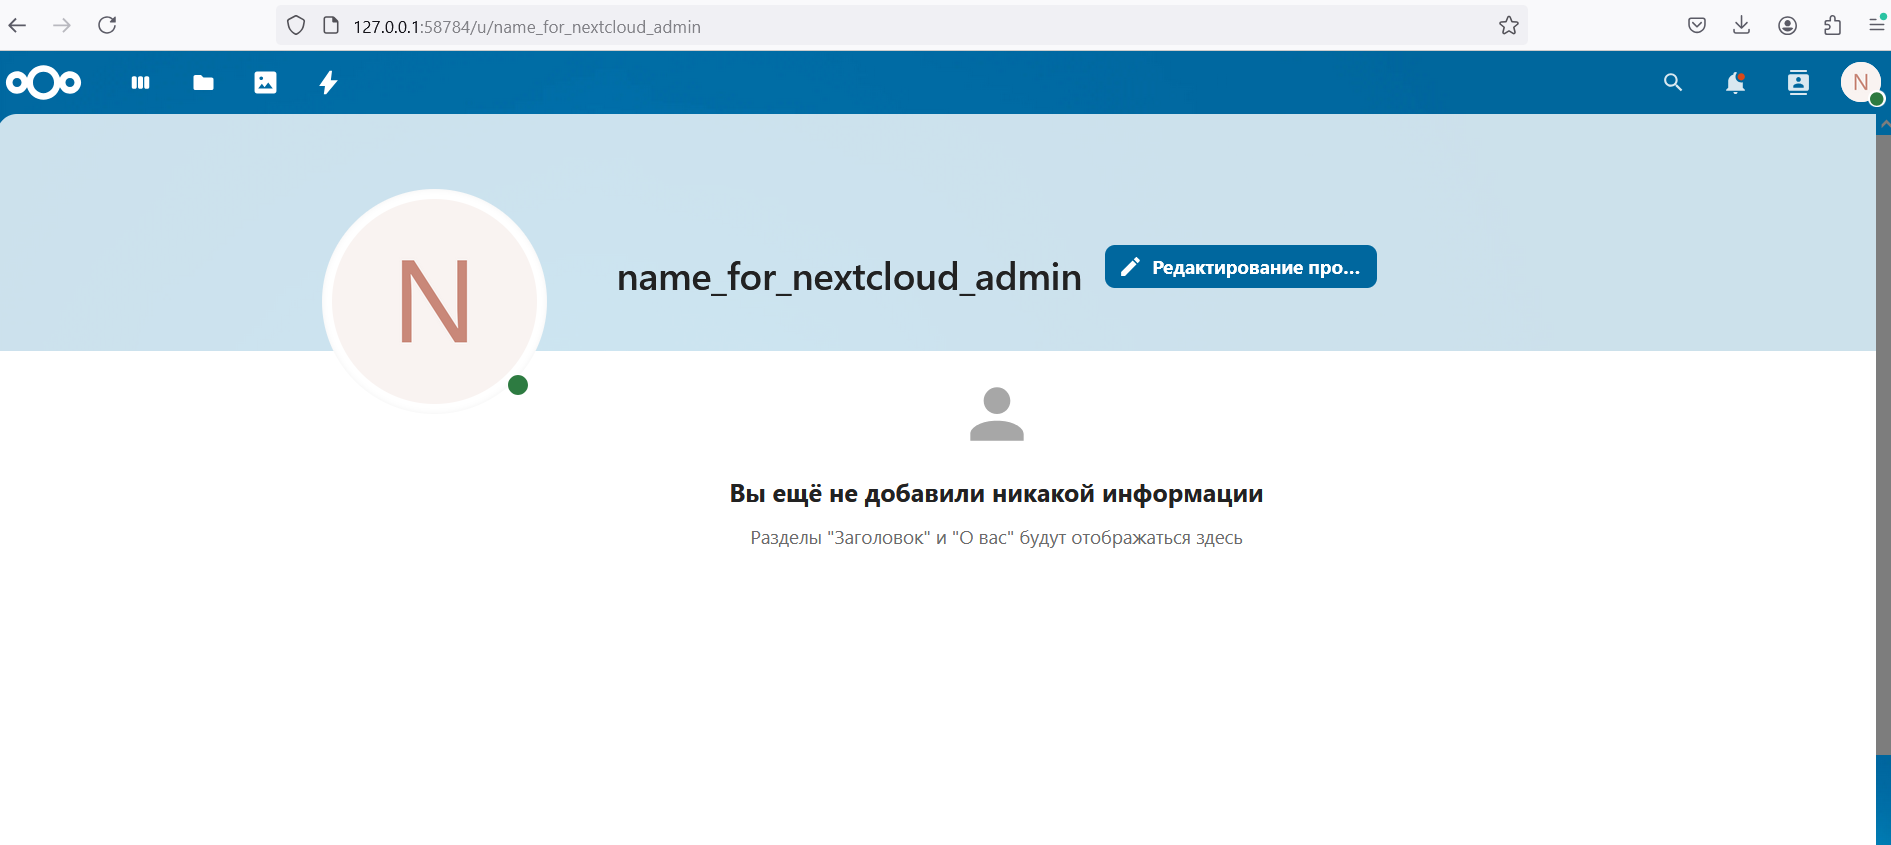 127.0.0.1:58784/u/name_for_nextcloud_admin
N
N
name_for_nextcloud_admin
Редактирование про...
Вы ещё не добавили никакой информации
Разделы "Заголовок" и "О вас" будут отображаться здесь